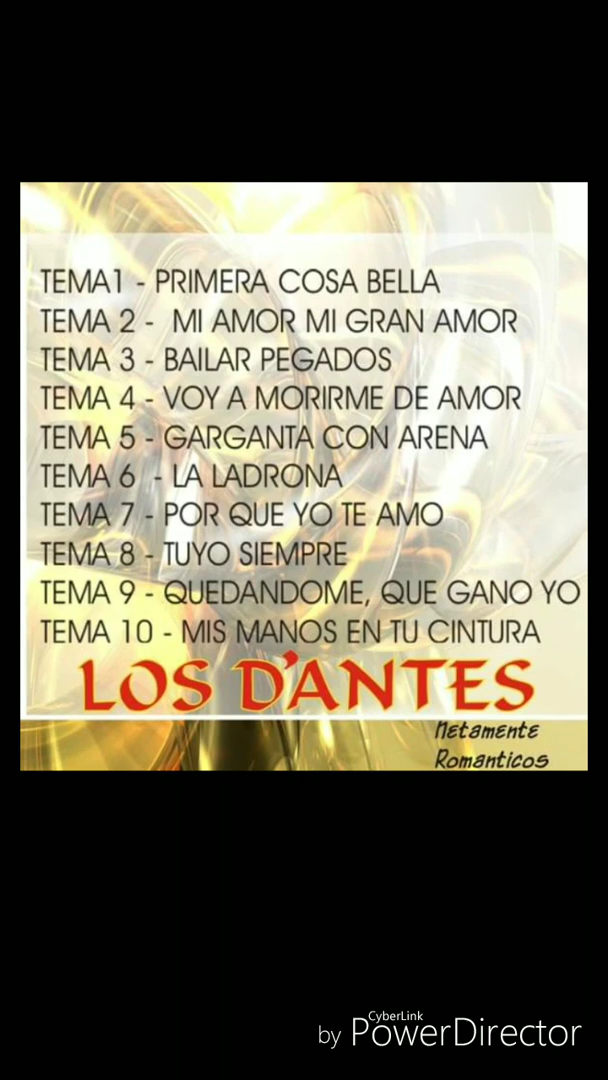 TEMA1 - PRIMERA COSA BELLA
TEMA 2 - MI AMOR MI GRAN AMOR
TEMA 3 - BAILAR PEGADOS
TEMA 4 - VOY A MORIRME DE AMOR
TEMA 5 - GARGANTA CON ARENA
TEMA 6 - LA LADRONA
TEMA 7 - POR QUE YO TE AMO
TEMA 8 - TUYO SIEMPRE
TEMA 9 - QUEDANDOME, QUE GANO YO
TEMA 10 - MIS MANOS EN TU CINTURA
LOS D'ANTES
Netamente
Romanticos
CyberLink
by PowerDirector